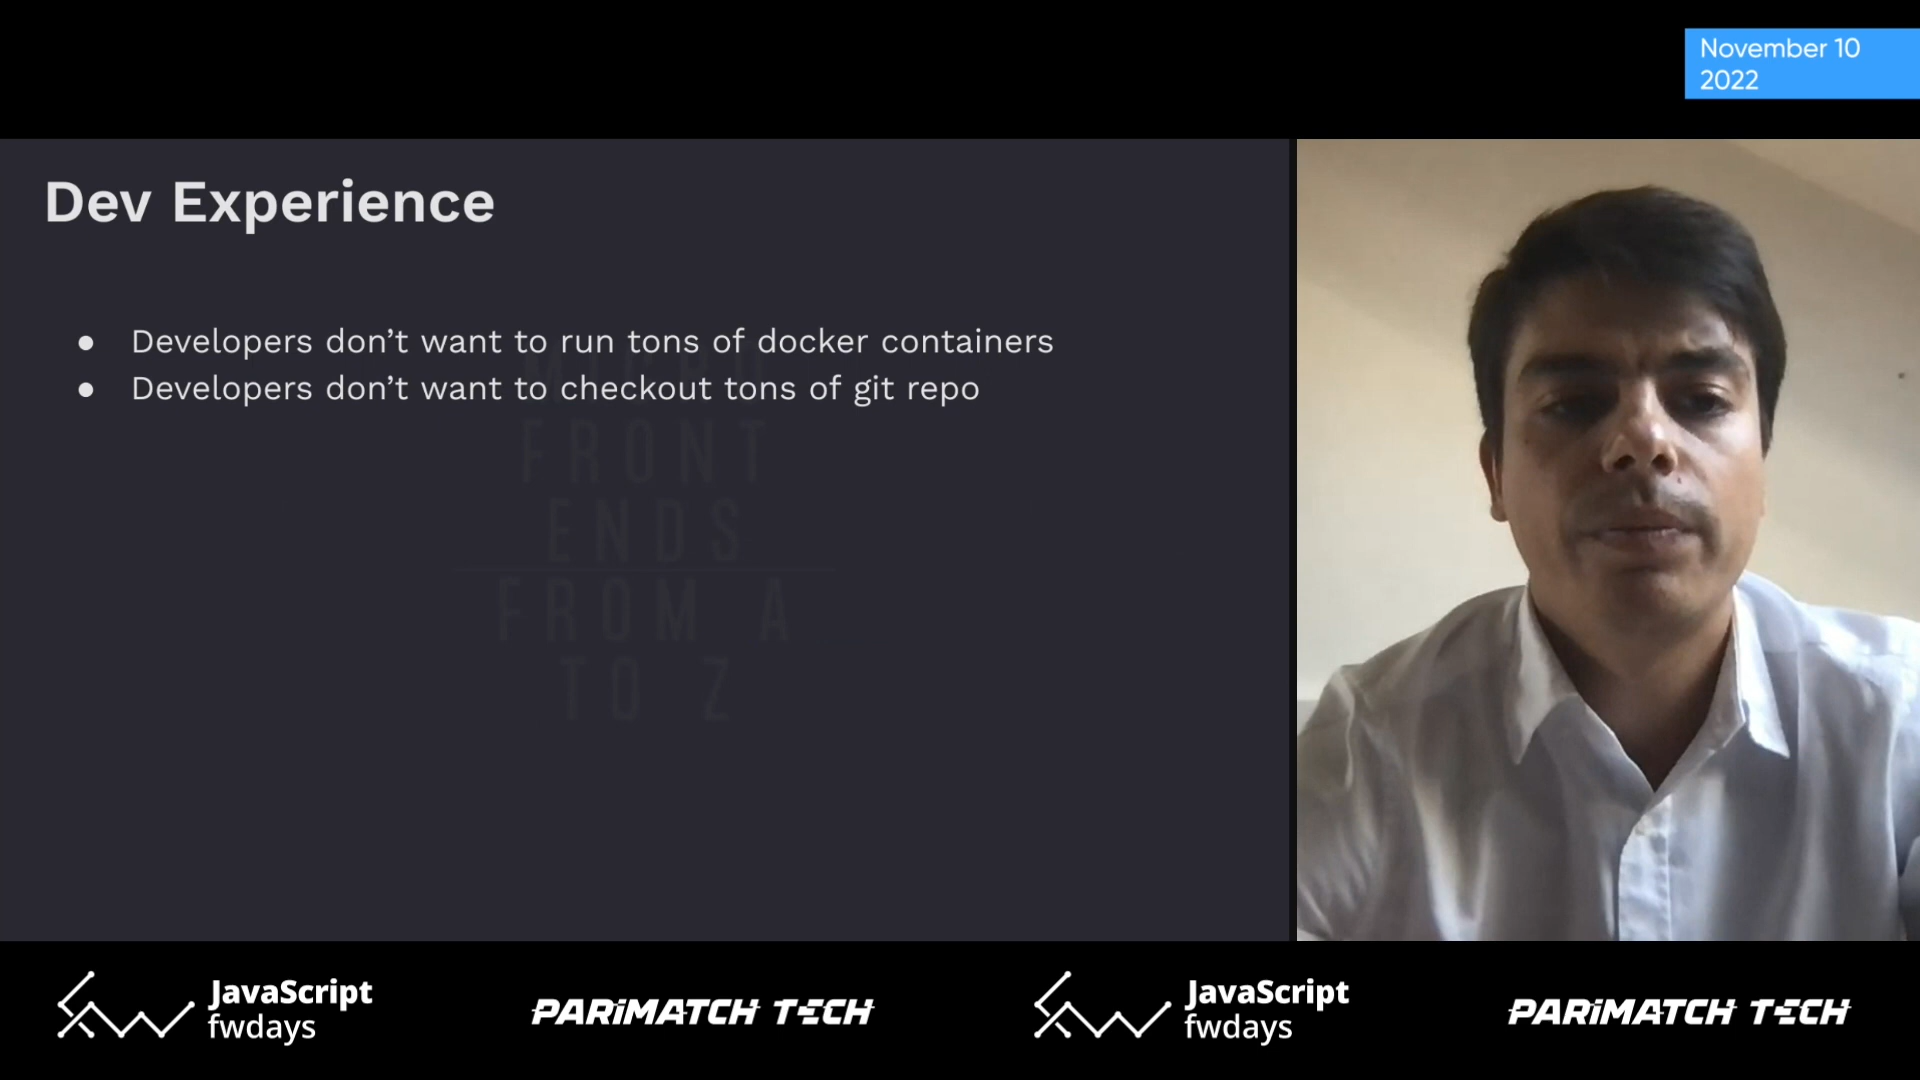 November 10
2022
Dev Experience
● Developers don’t want to run tons of docker containers
● Developers don’t want to checkout tons of git repo
MICRO
FRONT
ENDS
FROM A
TO Z
JavaScript
fwdays
PARIMATCH TECH
JavaScript
fwdays
PARIMATCH TECH